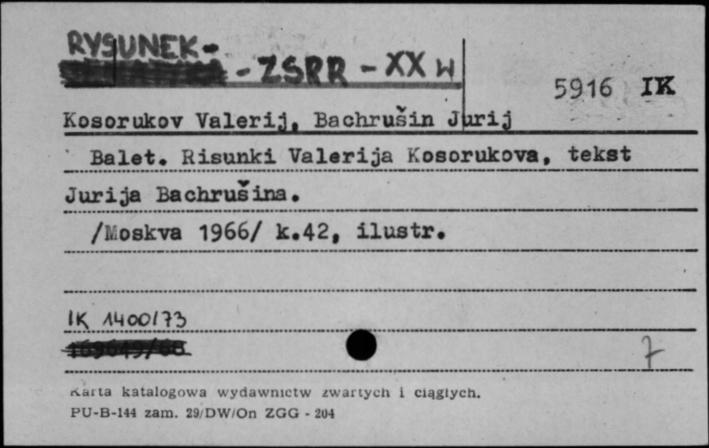 RYSUNEK-
- ZSRR - XX w
5916 IK
Kosorukov Valerij, Bachrušin Jurij
Balet. Risunki Valerija Kosorukova, tekst
Jurija Bachrušina.
/Moskva 1966/ k.42, ilustr.
IK 1400/73
7
Karta katalogowa wydawnictw zwartych i ciągłych.
PU-B-144 zam. 29/DW/On ZGG - 204